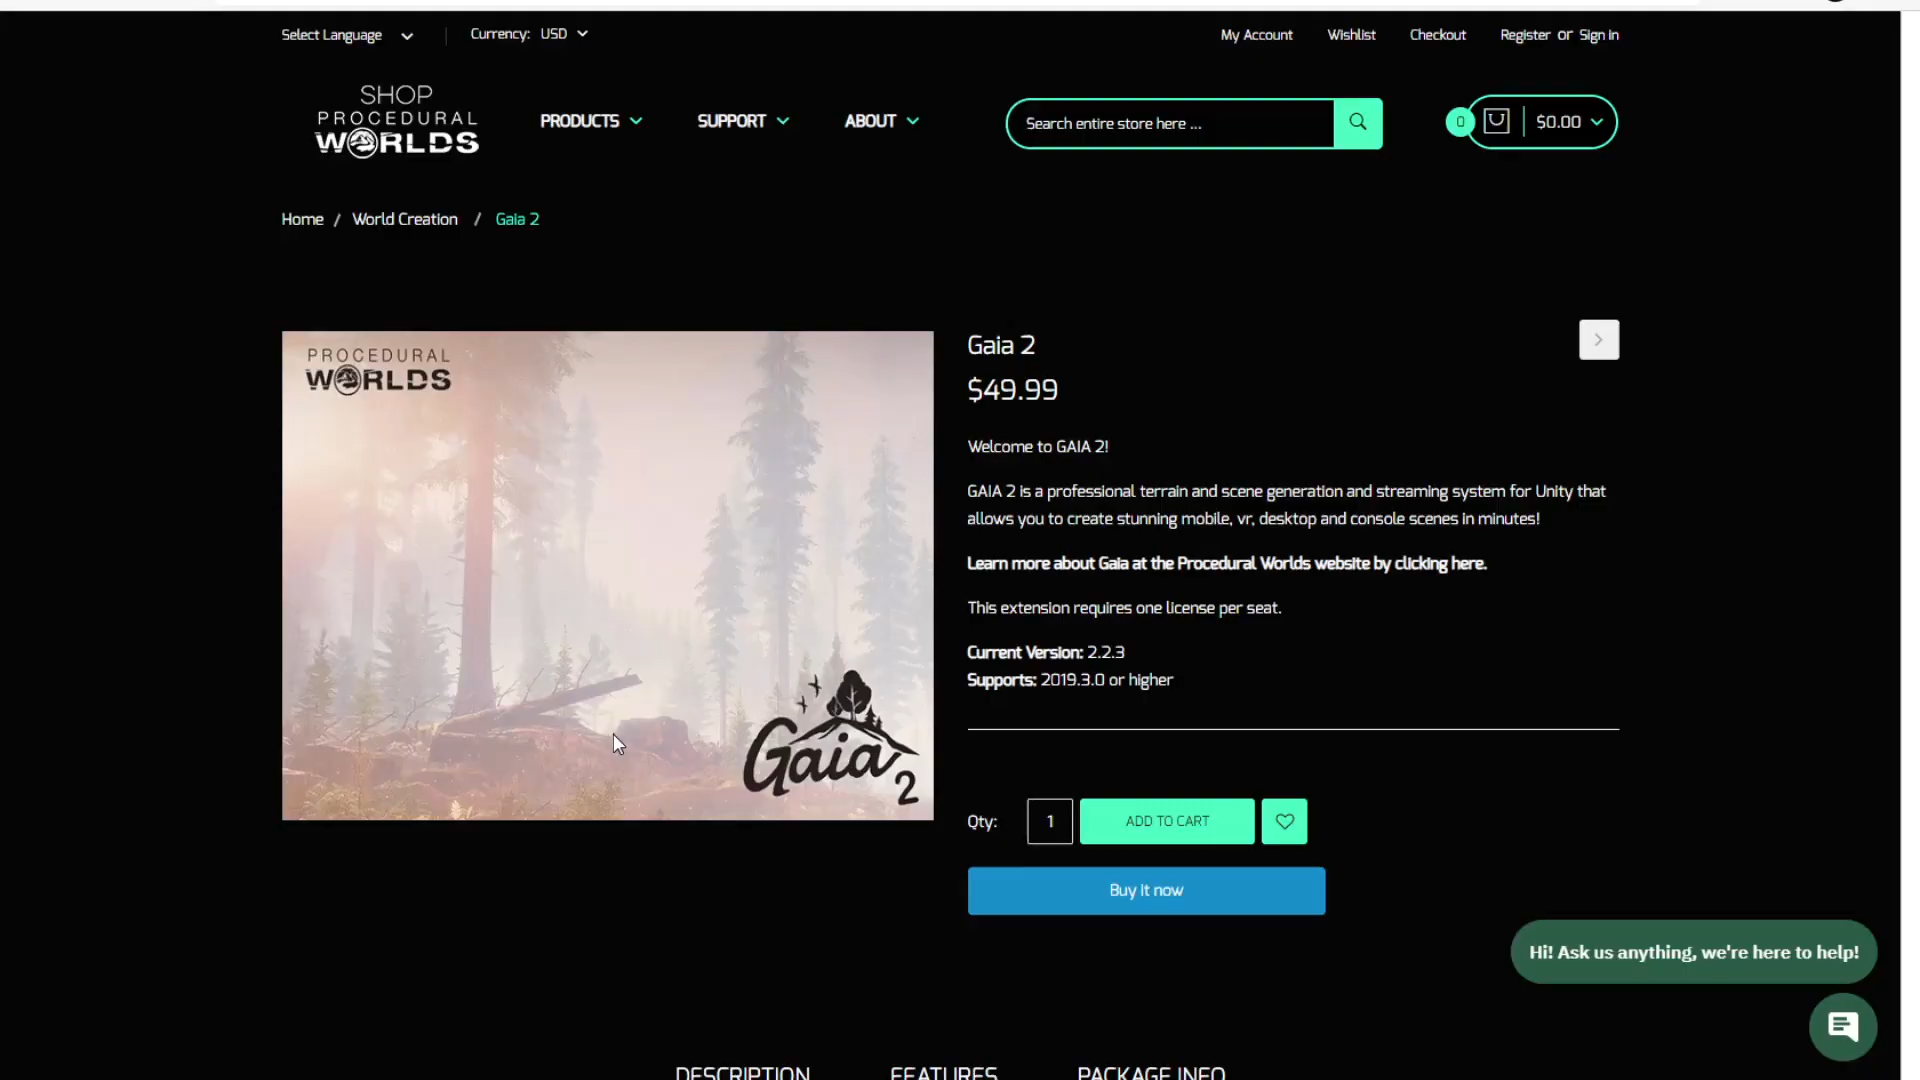 Select Language
Currency: USD
My Account
Wishlist
Checkout
Register or Sign in
SHOP
PROCEDURAL
WORLDS
PRODUCTS
SUPPORT
ABOUT
Search entire store here ...
0
$0.00
Home / World Creation / Gaia 2
PROCEDURAL
WORLDS
Gaia 2
Gaia 2
$49.99
Welcome to GAIA 2!
GAIA 2 is a professional terrain and scene generation and streaming system for Unity that
allows you to create stunning mobile, vr, desktop and console scenes in minutes!
Learn more about Gaia at the Procedural Worlds website by clicking here.
This extension requires one license per seat.
Current Version: 2.2.3
Supports: 2019.3.0 or higher
Qty: 1
ADD TO CART
Buy it now
Hi! Ask us anything, we're here to help!
DESCRIPTION
FEATURES
PACKAGE INFO